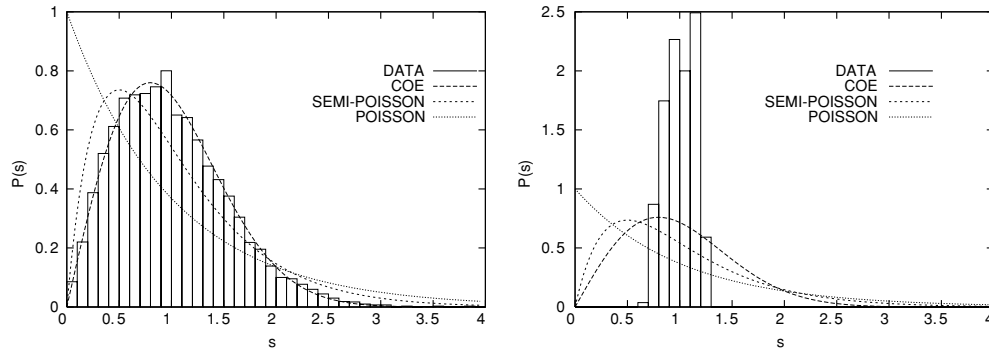 1
0.8
0.6
0.4
0.2
0
P(s)
0 0.5 1 1.5 2 2.5 3 3.5 4
s
DATA
COE
SEMI-POISSON
POISSON
2.5
2
1.5
1
0.5
0
P(s)
0 0.5 1 1.5 2 2.5 3 3.5 4
s
DATA
COE
SEMI-POISSON
POISSON